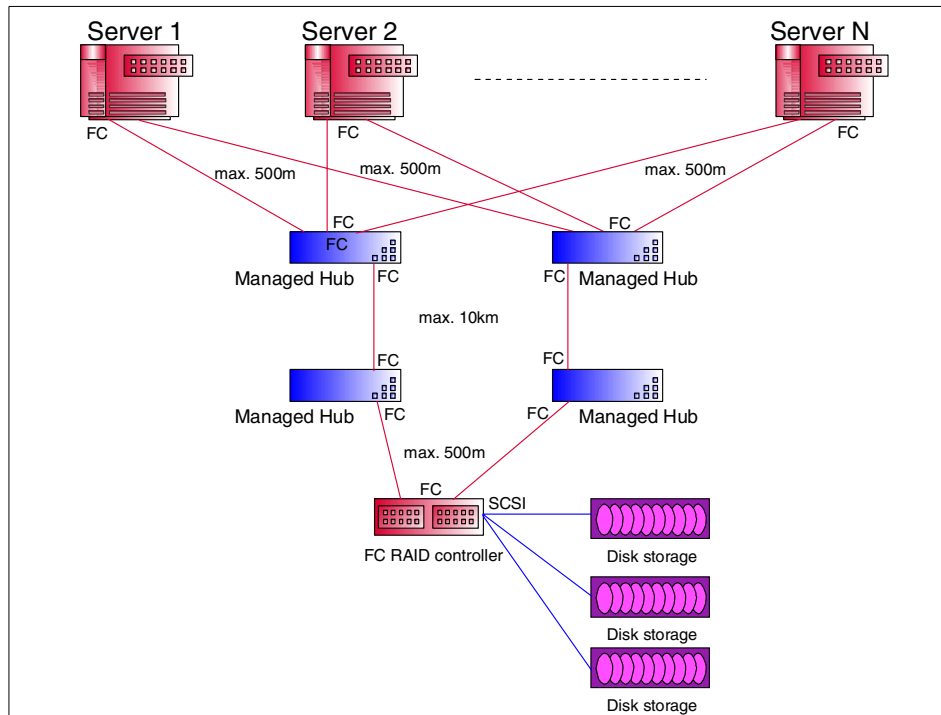 Server 1
Server 2
Server N
FC
FC
FC
max. 500m
max. 500m
max. 500m
FC
FC
FC
Managed Hub
FC
FC
Managed Hub
max. 10km
FC
FC
Managed Hub
FC
FC
Managed Hub
max. 500m
FC
SCSI
FC RAID controller
Disk storage
Disk storage
Disk storage